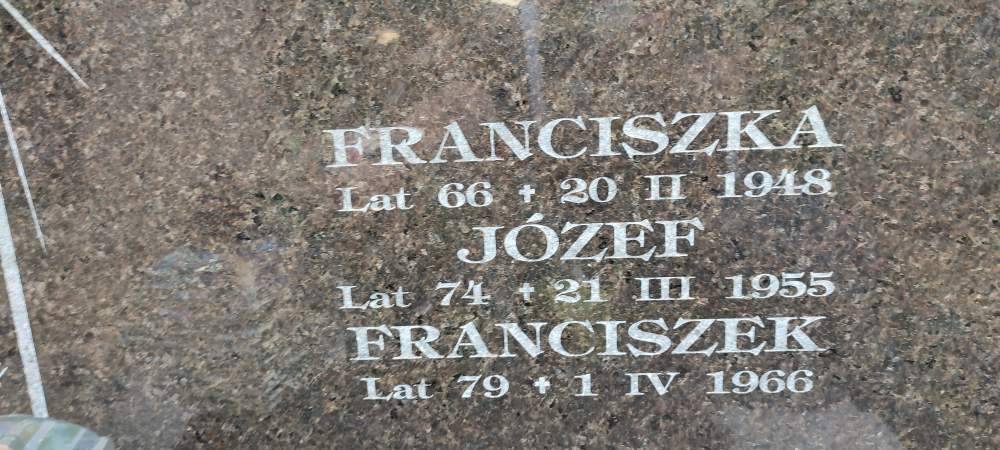 FRANCISZKA
Lat 66 ✝ 20 II 1948
JÓZEF
Lat 74 ✝ 21 III 1955
FRANCISZEK
Lat 79 ✝ 1 IV 1966